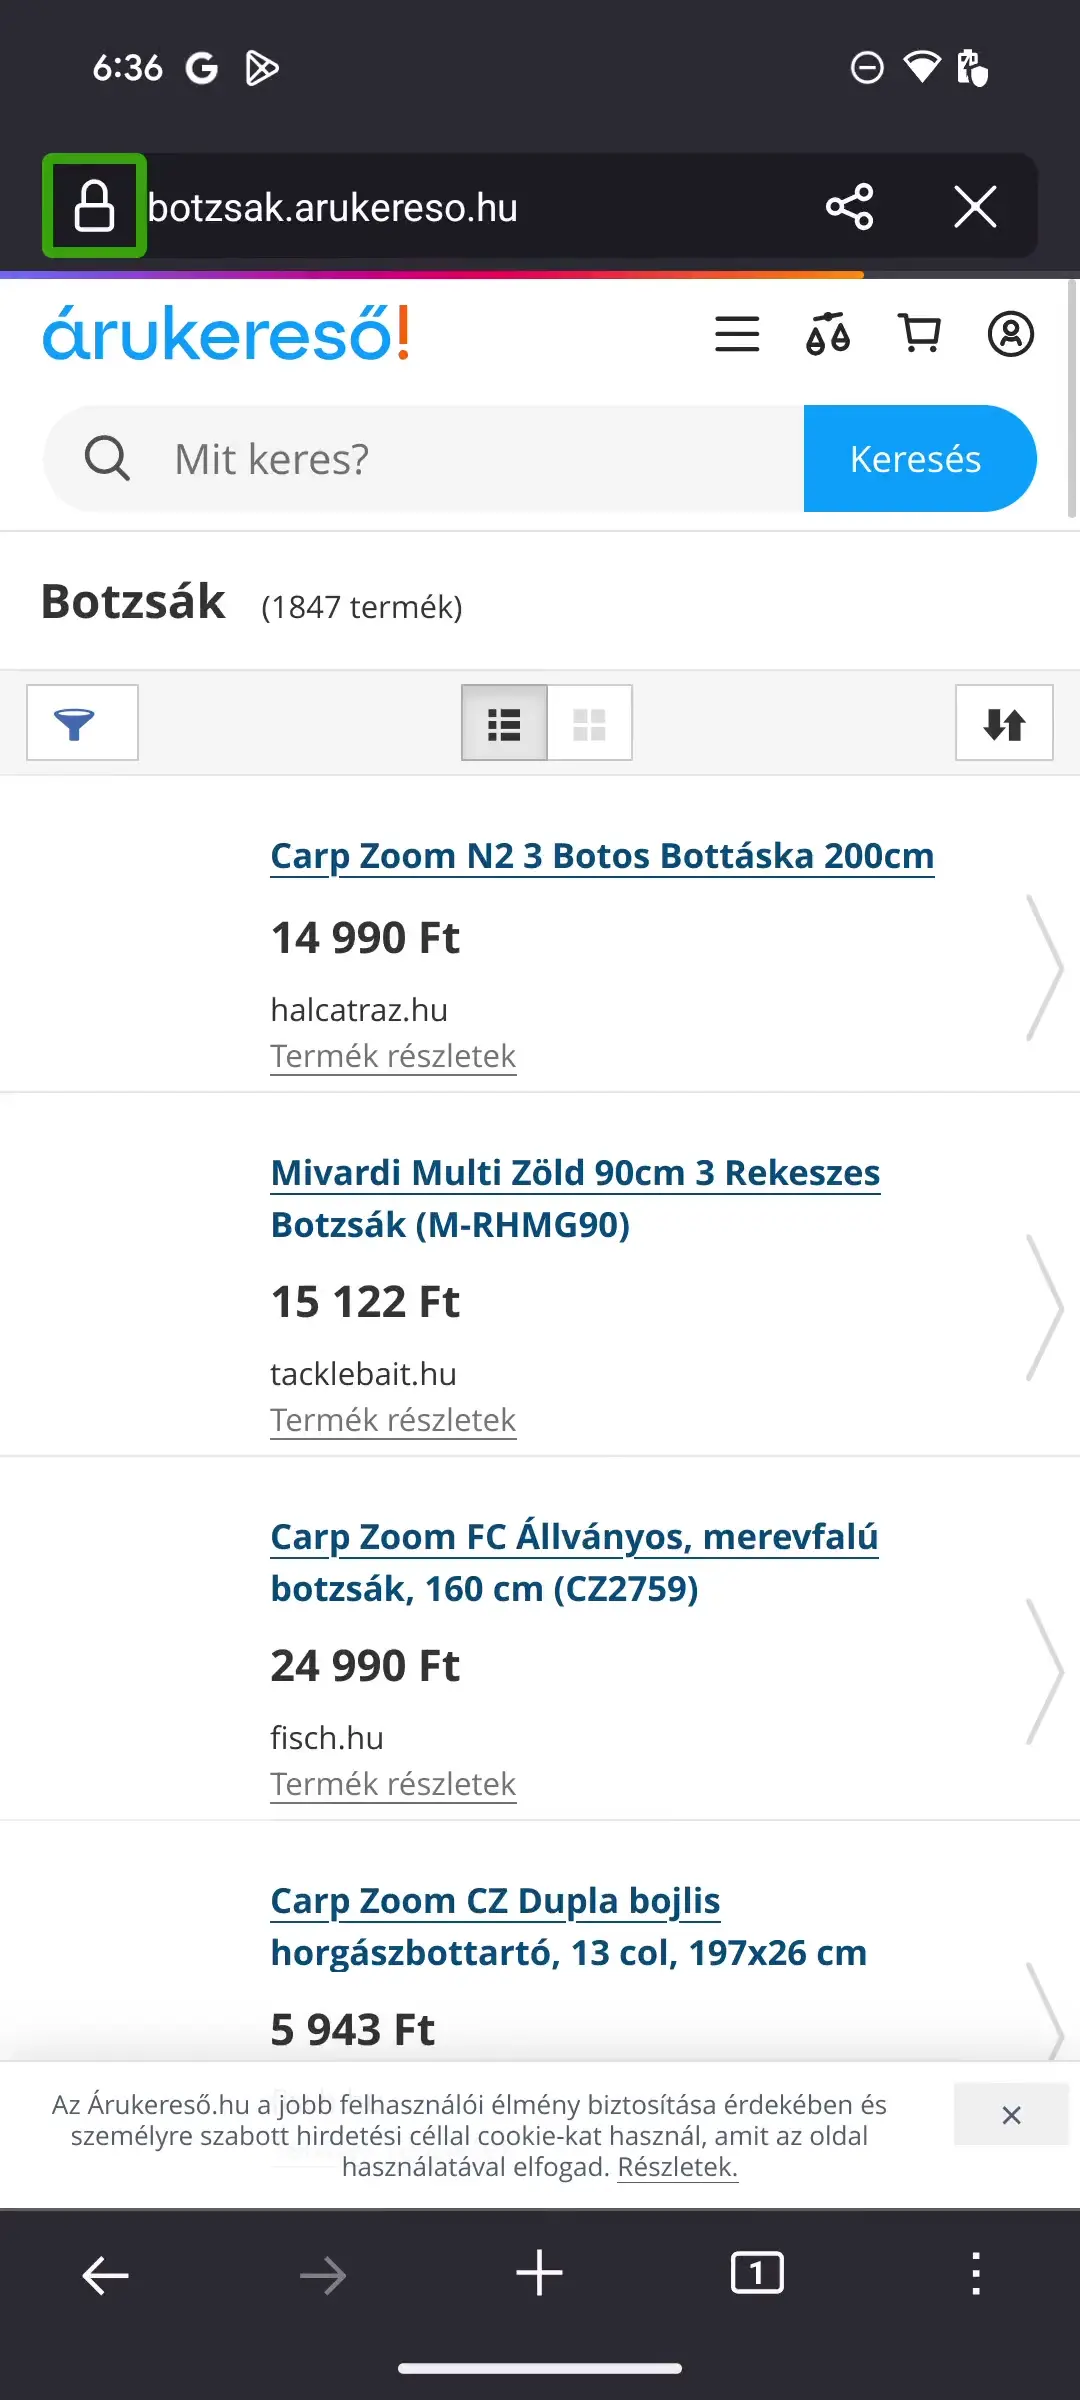 6:36
botzsak.arukereso.hu
árukereső!
Mit keres?
Keresés
Botzsák (1847 termék)
Carp Zoom N2 3 Botos Bottáska 200cm
14 990 Ft
halcatraz.hu
Termék részletek
Mivardi Multi Zöld 90cm 3 Rekeszes
Botzsák (M-RHMG90)
15 122 Ft
tacklebait.hu
Termék részletek
Carp Zoom FC Állványos, merevfalú
botzsák, 160 cm (CZ2759)
24 990 Ft
fisch.hu
Termék részletek
Carp Zoom CZ Dupla bojlis
horgászbottartó, 13 col, 197x26 cm
5 943 Ft
Az Árukereső.hu a jobb felhasználói élmény biztosítása érdekében és
személyre szabott hirdetési céllal cookie-kat használ, amit az oldal
használatával elfogad. Részletek.
1